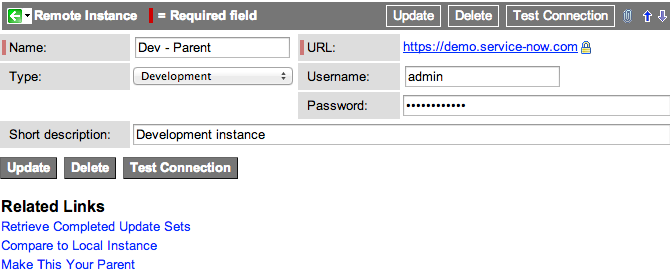 Remote Instance = Required field Update Delete Test Connection
Name: Dev - Parent URL: https://demo.service-now.com
Type: Development Username: admin
Password: ••••••••••••
Short description: Development instance
Update Delete Test Connection
Related Links
Retrieve Completed Update Sets
Compare to Local Instance
Make This Your Parent